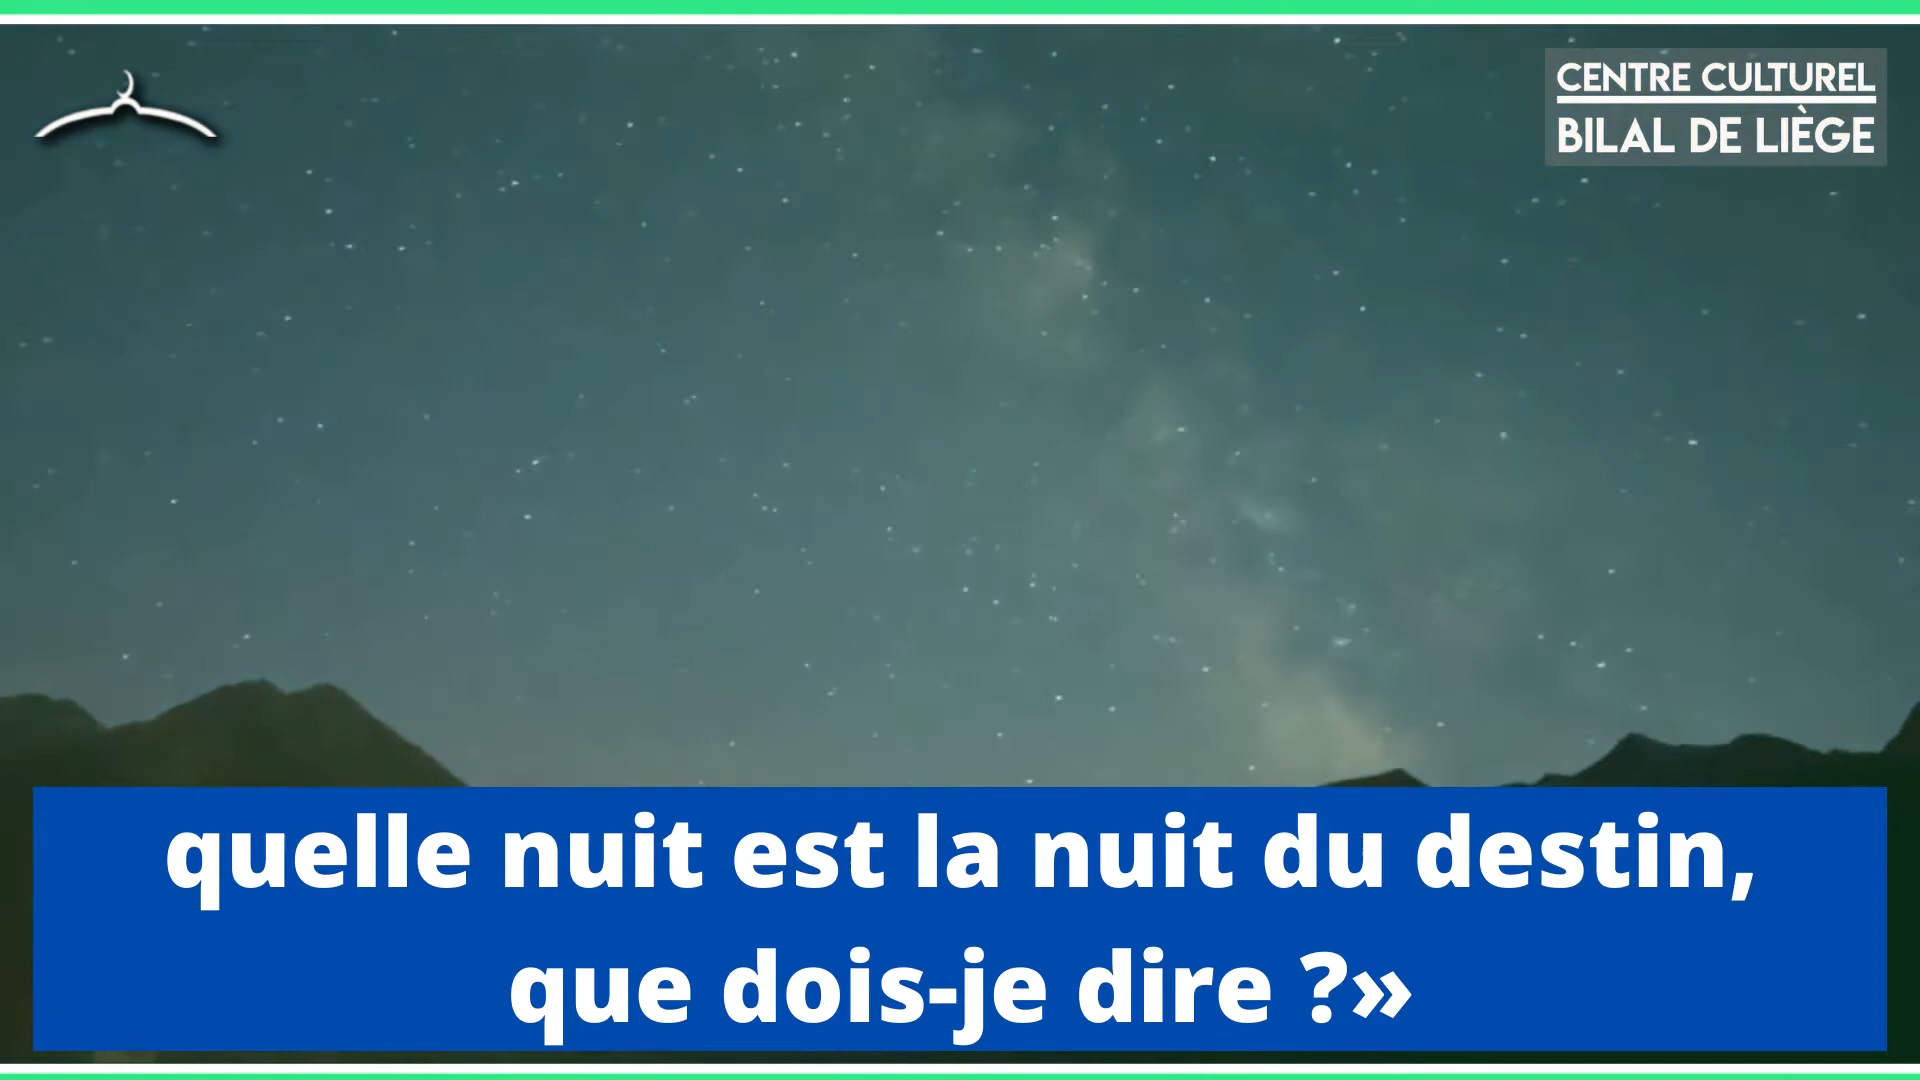 CENTRE CULTUREL
BILAL DE LIÈGE
quelle nuit est la nuit du destin,
que dois-je dire ?»